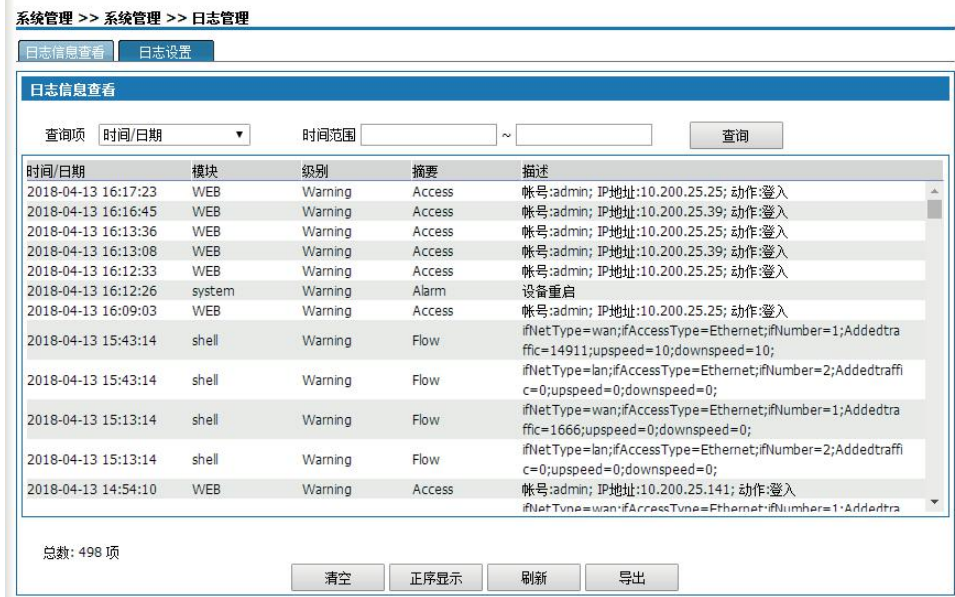 系统管理 >> 系统管理 >> 日志管理
日志信息查看 日志设置
日志信息查看
查询项 时间/日期 时间范围 ~ 查询
时间/日期 模块 级别 摘要 描述
2018-04-13 16:17:23 WEB Warning Access 帐号:admin; IP地址:10.200.25.25; 动作:登入
2018-04-13 16:16:45 WEB Warning Access 帐号:admin; IP地址:10.200.25.39; 动作:登入
2018-04-13 16:13:36 WEB Warning Access 帐号:admin; IP地址:10.200.25.25; 动作:登入
2018-04-13 16:13:08 WEB Warning Access 帐号:admin; IP地址:10.200.25.39; 动作:登入
2018-04-13 16:12:33 WEB Warning Access 帐号:admin; IP地址:10.200.25.25; 动作:登入
2018-04-13 16:12:26 system Warning Alarm 设备重启
2018-04-13 16:09:03 WEB Warning Access 帐号:admin; IP地址:10.200.25.25; 动作:登入
2018-04-13 15:43:14 shell Warning Flow ifNetType=wan;ifAccessType=Ethernet;ifNumber=1;Addedtra
ffic=14911;upspeed=10;downspeed=10;
2018-04-13 15:43:14 shell Warning Flow ifNetType=lan;ifAccessType=Ethernet;ifNumber=2;Addedtraffi
c=0;upspeed=0;downspeed=0;
2018-04-13 15:13:14 shell Warning Flow ifNetType=wan;ifAccessType=Ethernet;ifNumber=1;Addedtra
ffic=1666;upspeed=0;downspeed=0;
2018-04-13 15:13:14 shell Warning Flow ifNetType=lan;ifAccessType=Ethernet;ifNumber=2;Addedtraffi
c=0;upspeed=0;downspeed=0;
2018-04-13 14:54:10 WEB Warning Access 帐号:admin; IP地址:10.200.25.141; 动作:登入
ifNetType=wan;ifAccessType=Ethernet;ifNumber=1;Addedtra
总数: 498 项
清空 正序显示 刷新 导出